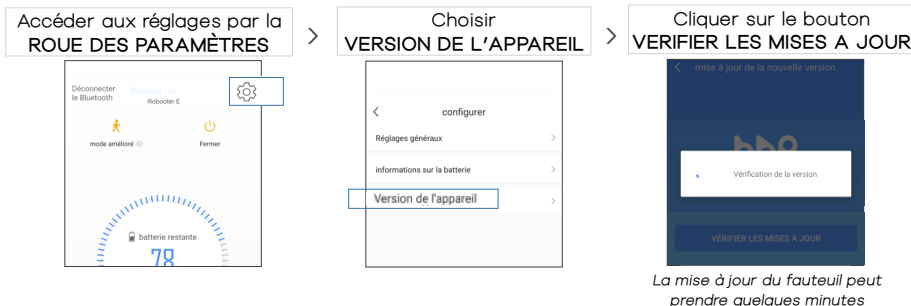 Accéder aux réglages par la
ROUE DES PARAMÈTRES
>
Choisir
VERSION DE L'APPAREIL
>
Cliquer sur le bouton
VERIFIER LES MISES A JOUR
Déconnecter
le Bluetooth
Donnez un
·Robooter E
mode amélioré
Fermer
batterie restante
78
< configurer
Réglages généraux >
informations sur la batterie >
Version de l'appareil >
< mise à jour de la nouvelle version
Vérification de la version
VÉRIFIER LES MISES À JOUR
La mise à jour du fauteuil peut
prendre quelques minutes